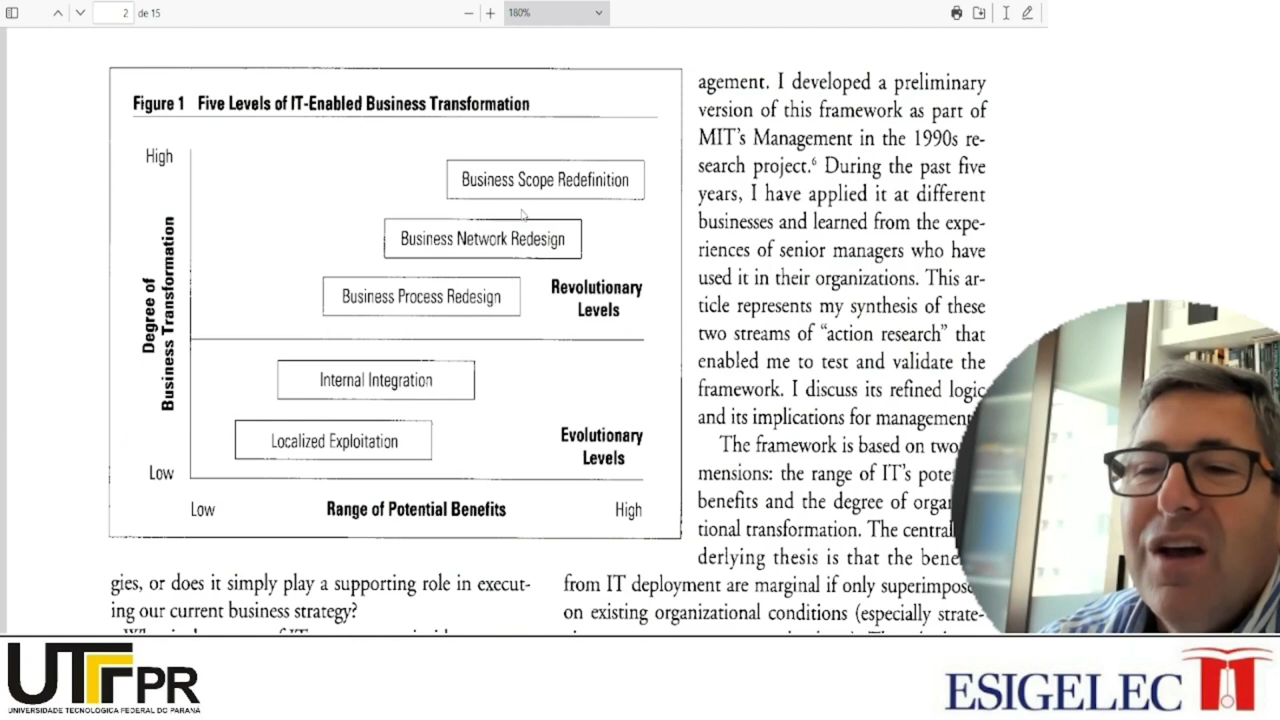 2 de 15
180%
Figure 1 Five Levels of IT-Enabled Business Transformation
High
Business Scope Redefinition
Business Network Redesign
Business Process Redesign
Revolutionary
Levels
Degree of
Business Transformation
Internal Integration
Localized Exploitation
Evolutionary
Levels
Low
Low
Range of Potential Benefits
High
gies, or does it simply play a supporting role in execut-
ing our current business strategy?
agement. I developed a preliminary
version of this framework as part of
MIT's Management in the 1990s re-
search project.6 During the past five
years, I have applied it at different
businesses and learned from the expe-
riences of senior managers who have
used it in their organizations. This ar-
ticle represents my synthesis of these
two streams of “action research” that
enabled me to test and validate the
framework. I discuss its refined logic
and its implications for management
The framework is based on two
mensions: the range of IT's
benefits and the degree of
tional transformation. The central
derlying thesis is that the
from IT deployment are marginal if only
on existing organizational conditions (especially strate-
UTFPR
UNIVERSIDADE TECNOLÓGICA FEDERAL DO PARANÁ
ESIGELEC